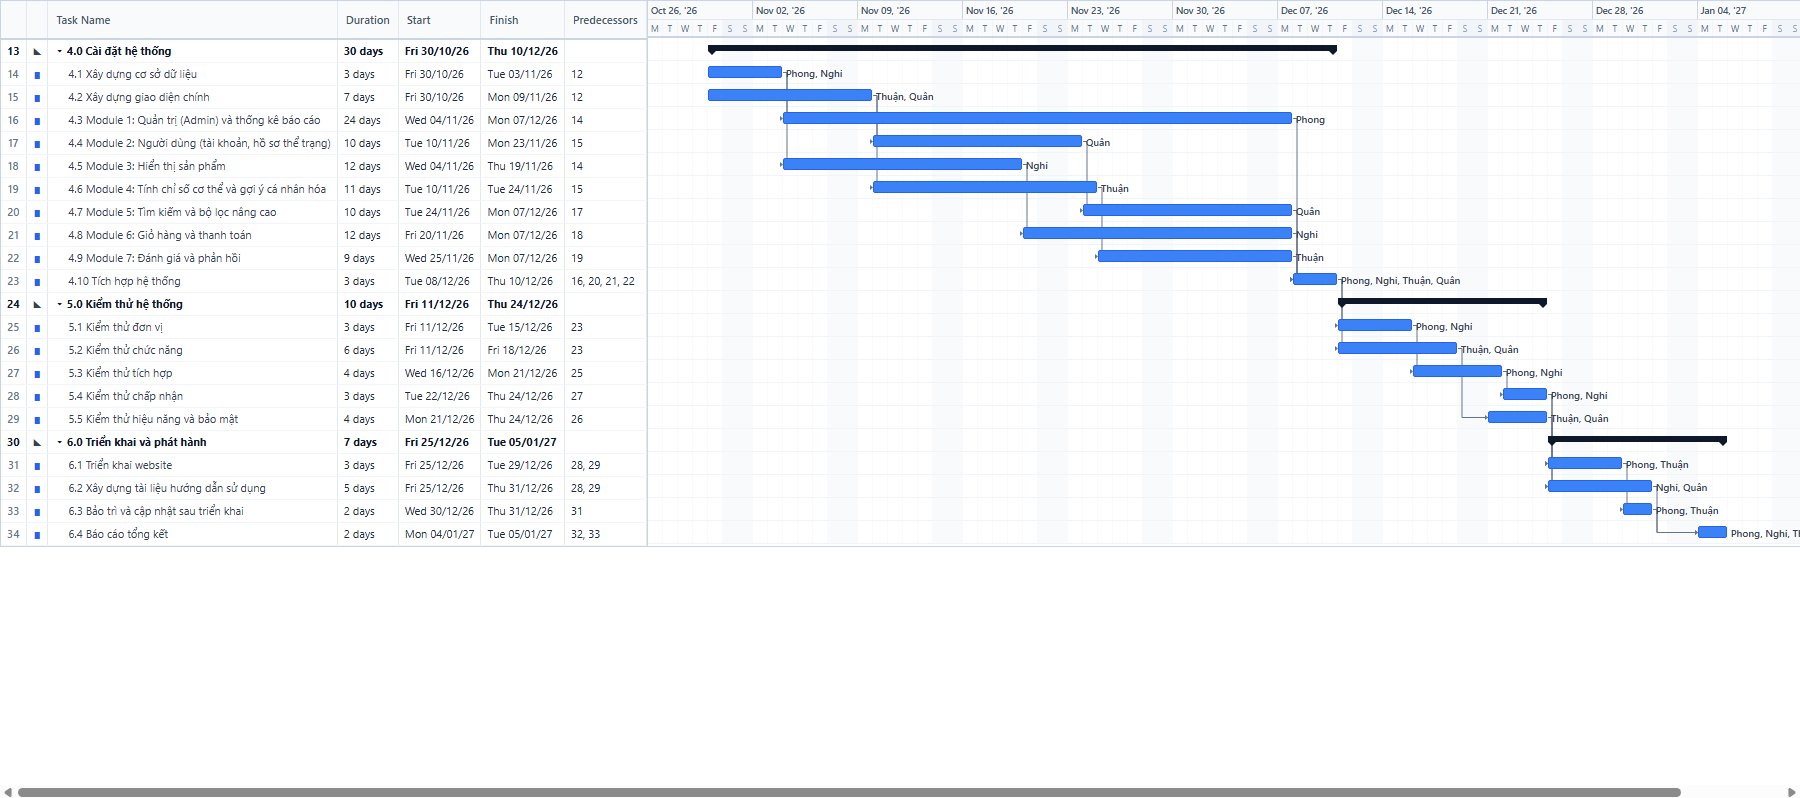 Task Name Duration Start Finish Predecessors
Oct 26, '26 Nov 02, '26 Nov 09, '26 Nov 16, '26 Nov 23, '26 Nov 30, '26 Dec 07, '26 Dec 14, '26 Dec 21, '26 Dec 28, '26 Jan 04, '27
M T W T F S S M T W T F S S M T W T F S S M T W T F S S M T W T F S S M T W T F S S M T W T F S S M T W T F S S M T W T F S S M T W T F S S M T W T F S S
13 4.0 Cài đặt hệ thống 30 days Fri 30/10/26 Thu 10/12/26
14 4.1 Xây dựng cơ sở dữ liệu 3 days Fri 30/10/26 Tue 03/11/26 12 Phong, Nghi
15 4.2 Xây dựng giao diện chính 7 days Fri 30/10/26 Mon 09/11/26 12 Thuận, Quân
16 4.3 Module 1: Quản trị (Admin) và thống kê báo cáo 24 days Wed 04/11/26 Mon 07/12/26 14 Phong
17 4.4 Module 2: Người dùng (tài khoản, hồ sơ thể trạng) 10 days Tue 10/11/26 Mon 23/11/26 15 Quân
18 4.5 Module 3: Hiển thị sản phẩm 12 days Wed 04/11/26 Thu 19/11/26 14 Nghi
19 4.6 Module 4: Tính chỉ số cơ thể và gợi ý cá nhân hóa 11 days Tue 10/11/26 Tue 24/11/26 15 Thuận
20 4.7 Module 5: Tìm kiếm và bộ lọc nâng cao 10 days Tue 24/11/26 Mon 07/12/26 17 Quân
21 4.8 Module 6: Giỏ hàng và thanh toán 12 days Fri 20/11/26 Mon 07/12/26 18 Nghi
22 4.9 Module 7: Đánh giá và phản hồi 9 days Wed 25/11/26 Mon 07/12/26 19 Thuận
23 4.10 Tích hợp hệ thống 3 days Tue 08/12/26 Thu 10/12/26 16, 20, 21, 22 Phong, Nghi, Thuận, Quân
24 5.0 Kiểm thử hệ thống 10 days Fri 11/12/26 Thu 24/12/26
25 5.1 Kiểm thử đơn vị 3 days Fri 11/12/26 Tue 15/12/26 23 Phong, Nghi
26 5.2 Kiểm thử chức năng 6 days Fri 11/12/26 Fri 18/12/26 23 Thuận, Quân
27 5.3 Kiểm thử tích hợp 4 days Wed 16/12/26 Mon 21/12/26 25 Phong, Nghi
28 5.4 Kiểm thử chấp nhận 3 days Tue 22/12/26 Thu 24/12/26 27 Phong, Nghi
29 5.5 Kiểm thử hiệu năng và bảo mật 4 days Mon 21/12/26 Thu 24/12/26 26 Thuận, Quân
30 6.0 Triển khai và phát hành 7 days Fri 25/12/26 Tue 05/01/27
31 6.1 Triển khai website 3 days Fri 25/12/26 Tue 29/12/26 28, 29 Phong, Thuận
32 6.2 Xây dựng tài liệu hướng dẫn sử dụng 5 days Fri 25/12/26 Thu 31/12/26 28, 29 Nghi, Quân
33 6.3 Bảo trì và cập nhật sau triển khai 2 days Wed 30/12/26 Thu 31/12/26 31 Phong, Thuận
34 6.4 Báo cáo tổng kết 2 days Mon 04/01/27 Tue 05/01/27 32, 33 Phong, Nghi,